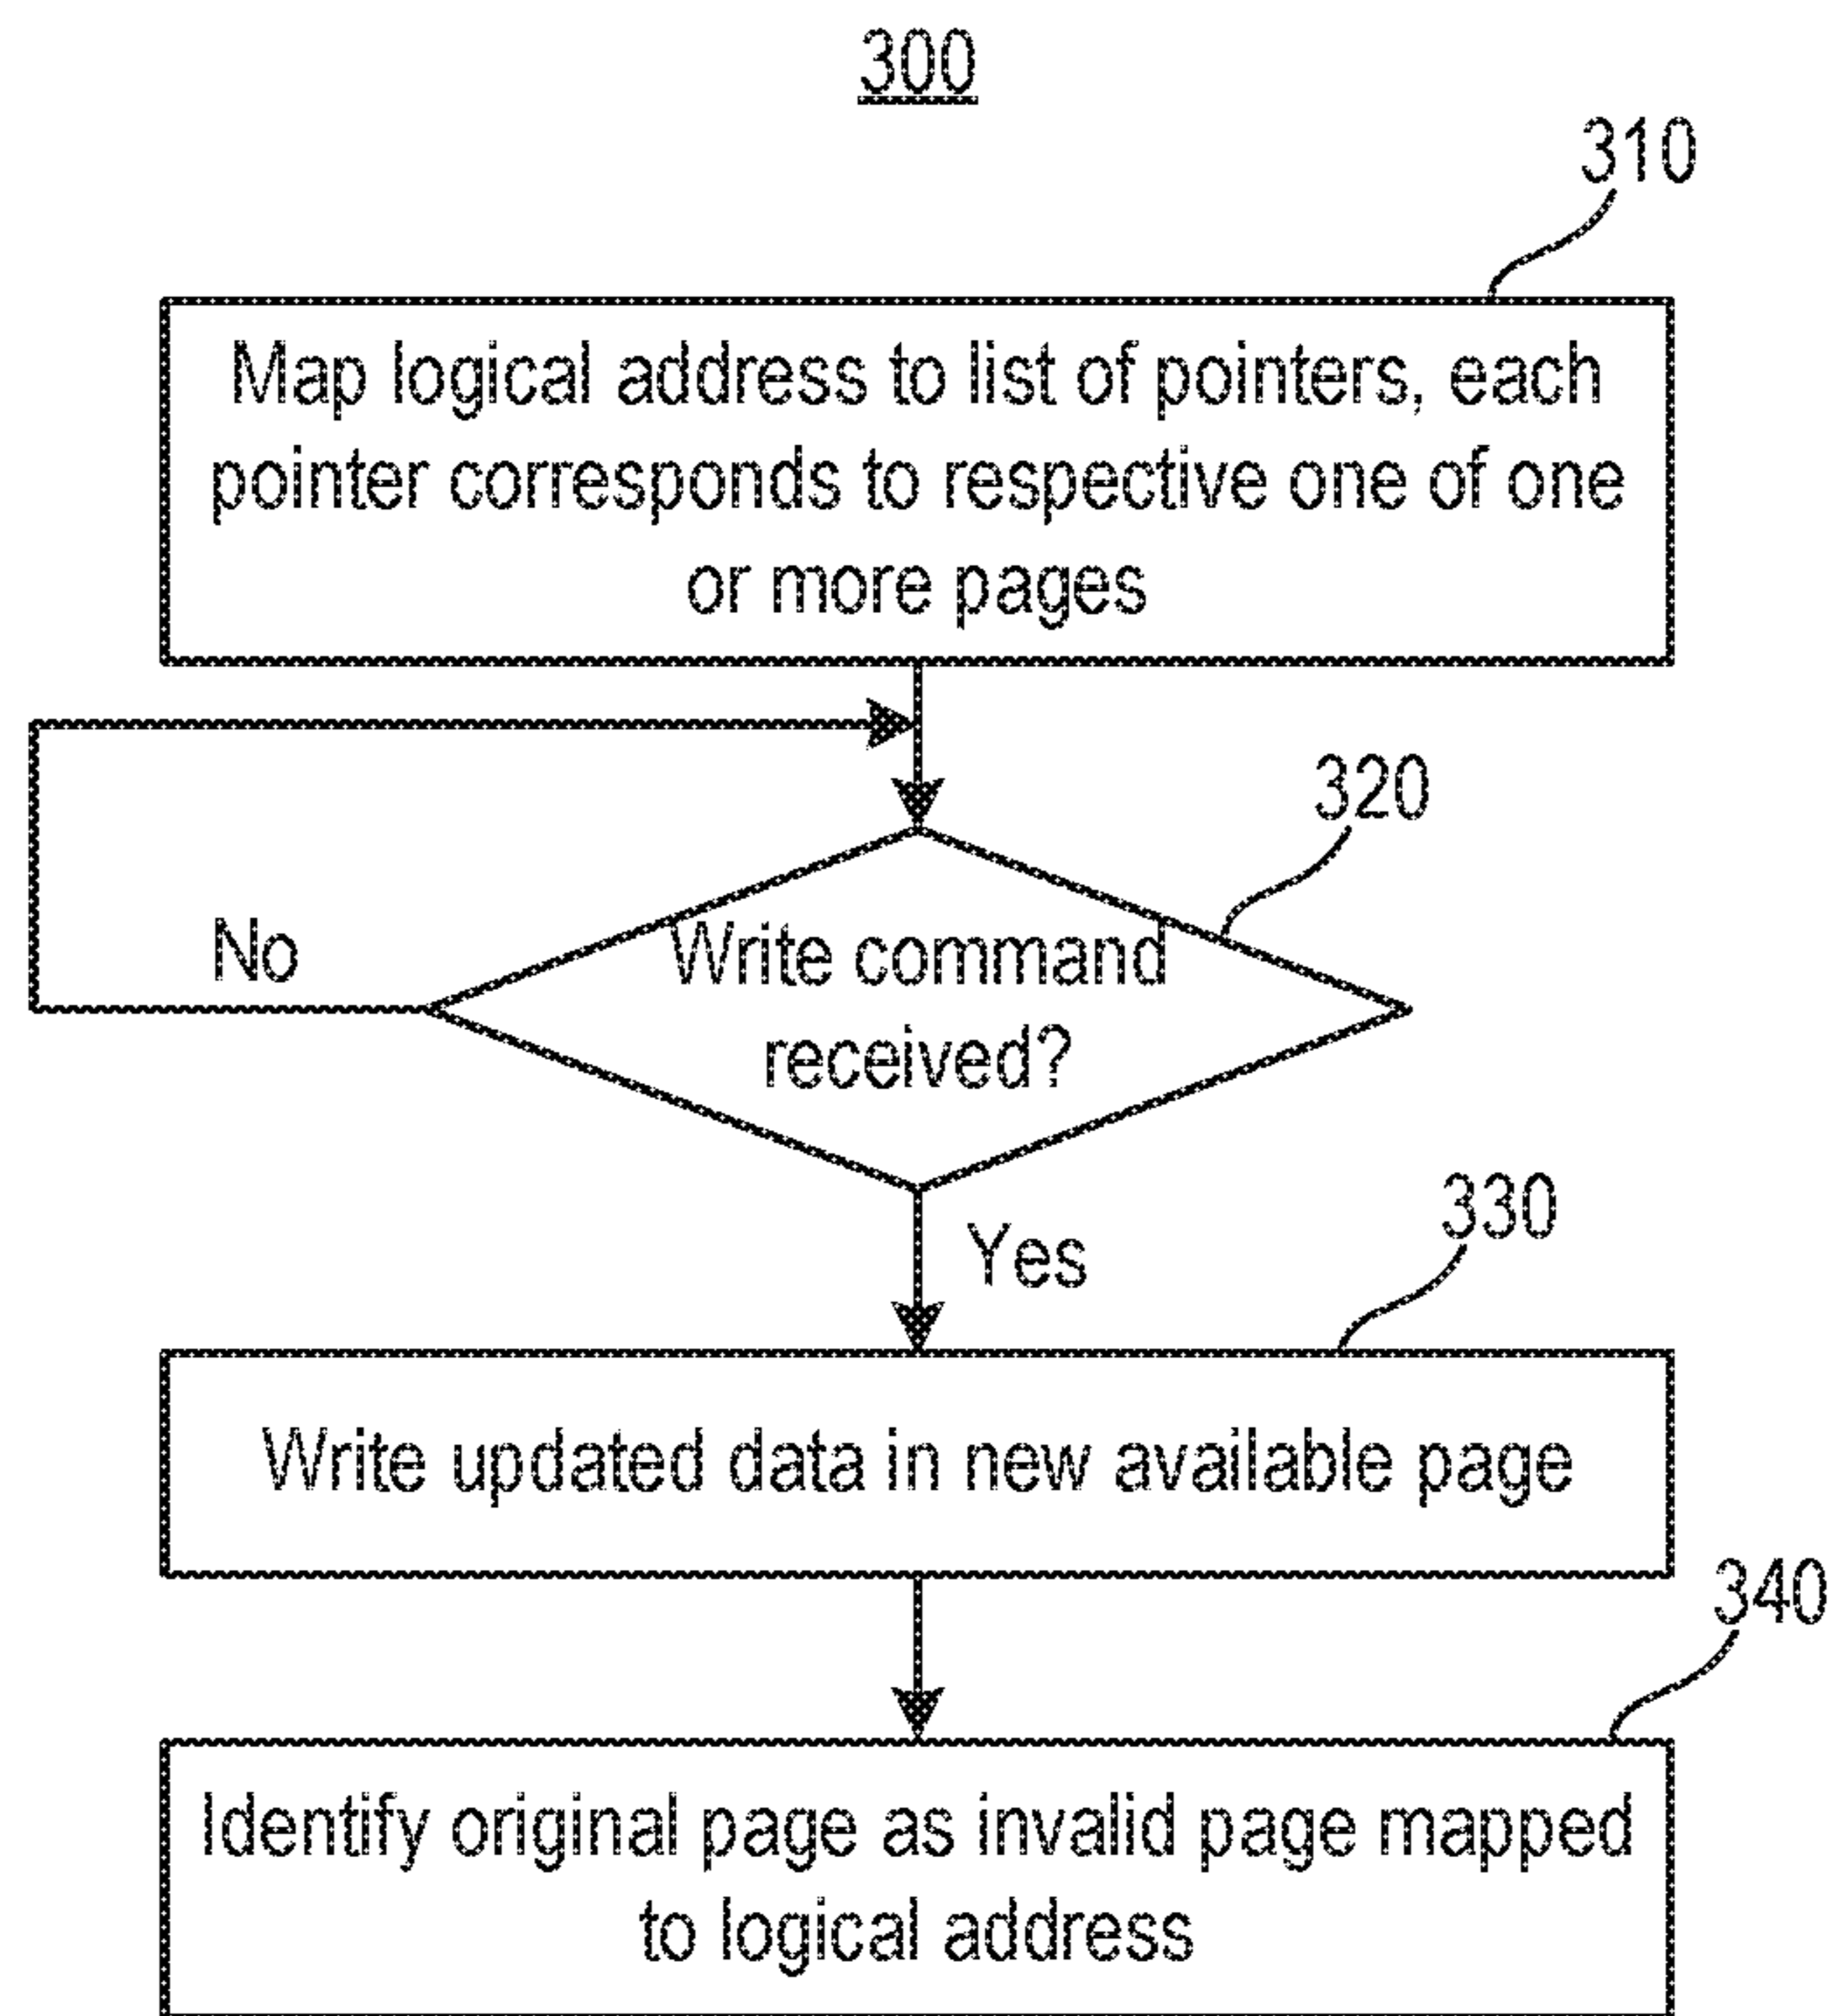 300
310
Map logical address to list of pointers, each
pointer corresponds to respective one of one
or more pages
320
No
Write command
received?
Yes
330
Write updated data in new available page
340
Identify original page as invalid page mapped
to logical address